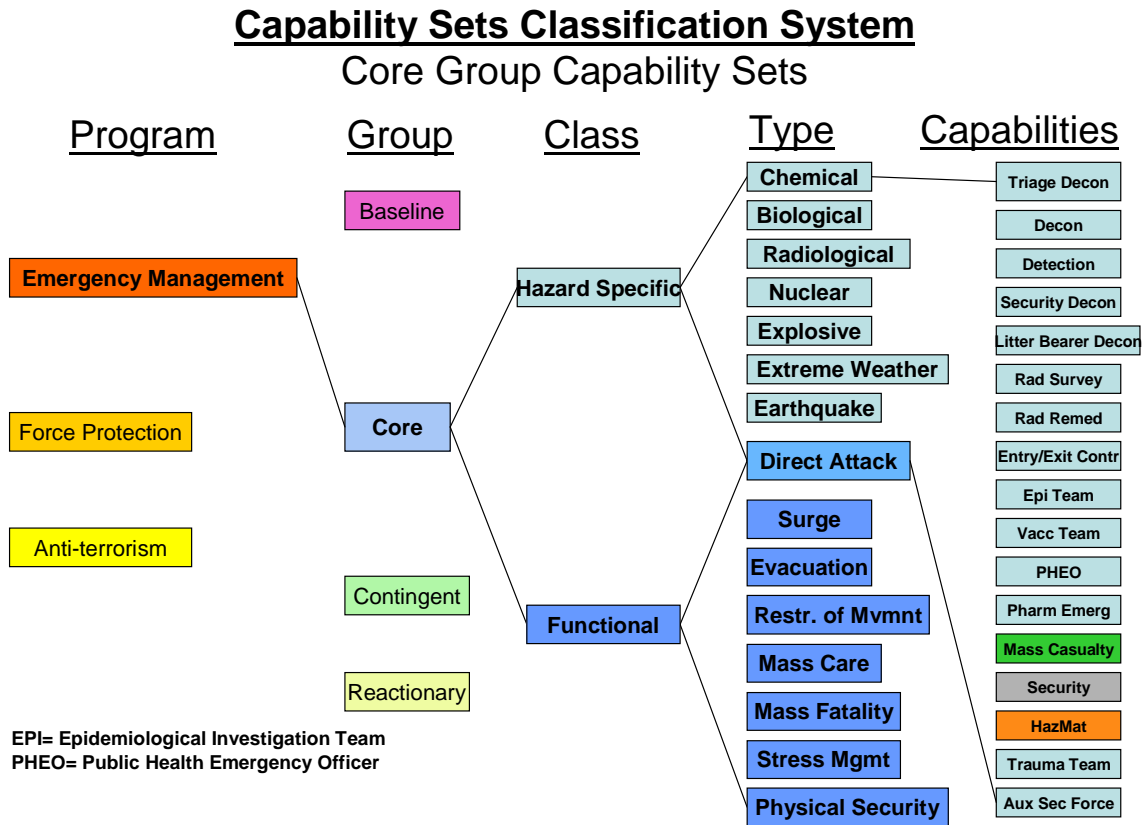 Capability Sets Classification System
Core Group Capability Sets
Program
Group
Class
Type
Capabilities
Emergency Management
Force Protection
Anti-terrorism
Baseline
Core
Contingent
Reactionary
Hazard Specific
Functional
Chemical
Biological
Radiological
Nuclear
Explosive
Extreme Weather
Earthquake
Direct Attack
Surge
Evacuation
Restr. of Mvmnt
Mass Care
Mass Fatality
Stress Mgmt
Physical Security
Triage Decon
Decon
Detection
Security Decon
Litter Bearer Decon
Rad Survey
Rad Remed
Entry/Exit Contr
Epi Team
Vacc Team
PHEO
Pharm Emerg
Mass Casualty
Security
HazMat
Trauma Team
Aux Sec Force
EPI= Epidemiological Investigation Team
PHEO= Public Health Emergency Officer